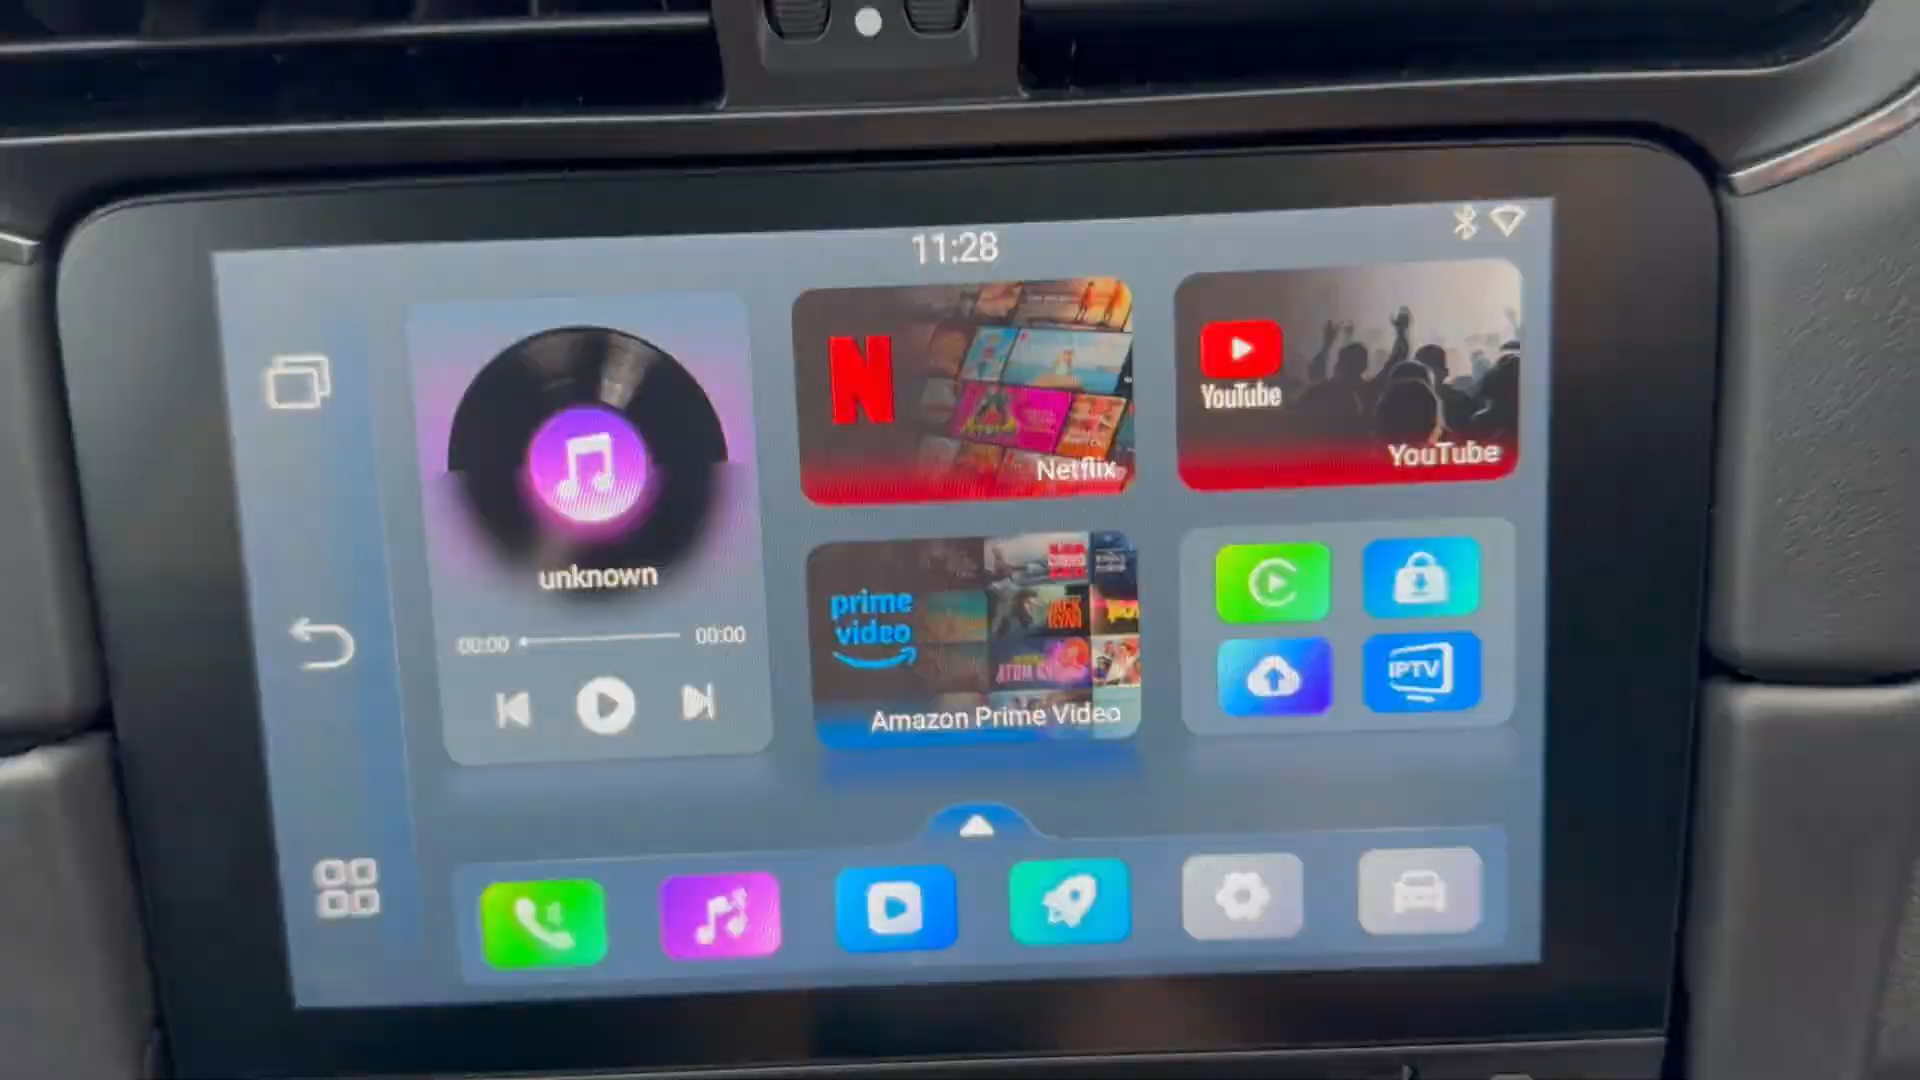 11:28
unknown
00:00
00:00
N
Netflix
YouTube
YouTube
prime
video
Amazon Prime Video
IPTV